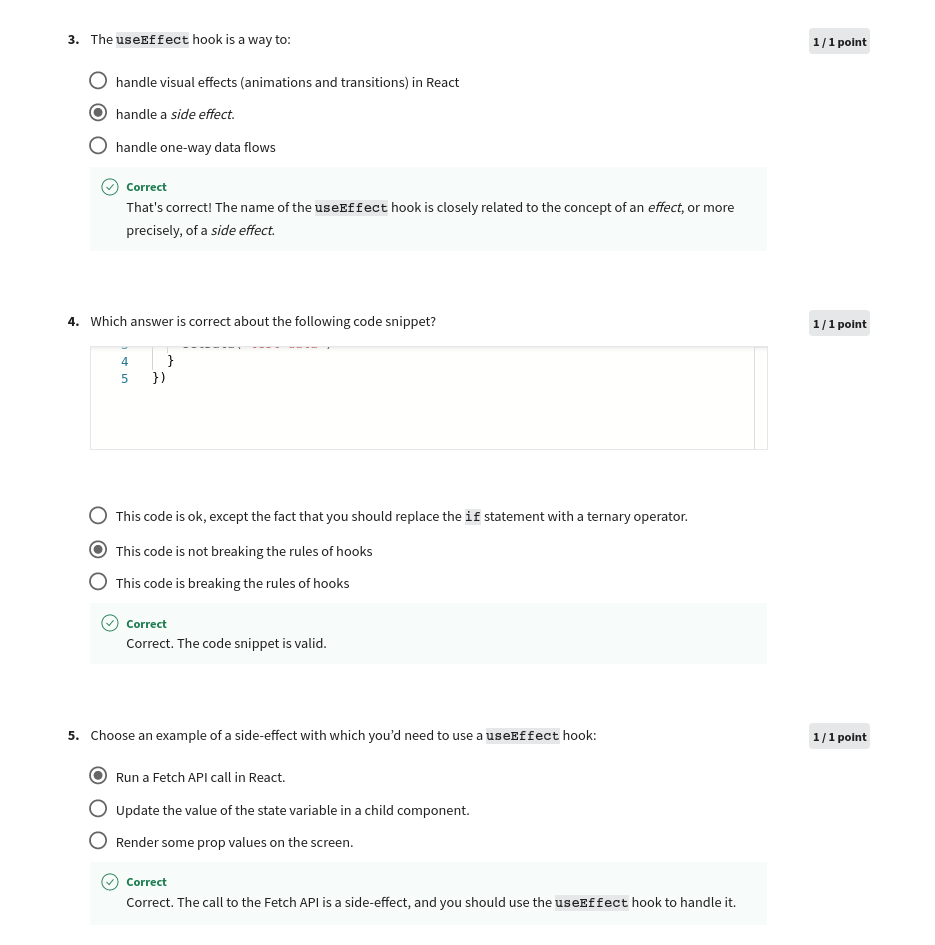 3. The useEffect hook is a way to:
1 / 1 point
handle visual effects (animations and transitions) in React
handle a side effect.
handle one-way data flows
Correct
That's correct! The name of the useEffect hook is closely related to the concept of an effect, or more
precisely, of a side effect.
4. Which answer is correct about the following code snippet?
1 / 1 point
4 }
5 })
This code is ok, except the fact that you should replace the if statement with a ternary operator.
This code is not breaking the rules of hooks
This code is breaking the rules of hooks
Correct
Correct. The code snippet is valid.
5. Choose an example of a side-effect with which you’d need to use a useEffect hook:
1 / 1 point
Run a Fetch API call in React.
Update the value of the state variable in a child component.
Render some prop values on the screen.
Correct
Correct. The call to the Fetch API is a side-effect, and you should use the useEffect hook to handle it.